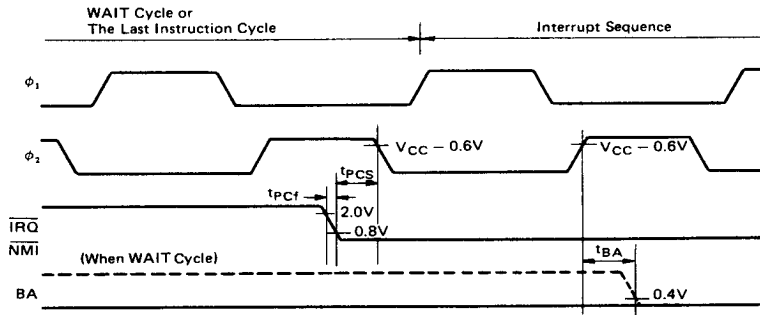 WAIT Cycle or
The Last Instruction Cycle
Interrupt Sequence
ϕ₁
ϕ₂
VCC − 0.6V
VCC − 0.6V
tPCS
tPCf
2.0V
IRQ
0.8V
NMI
(When WAIT Cycle)
tBA
BA
0.4V